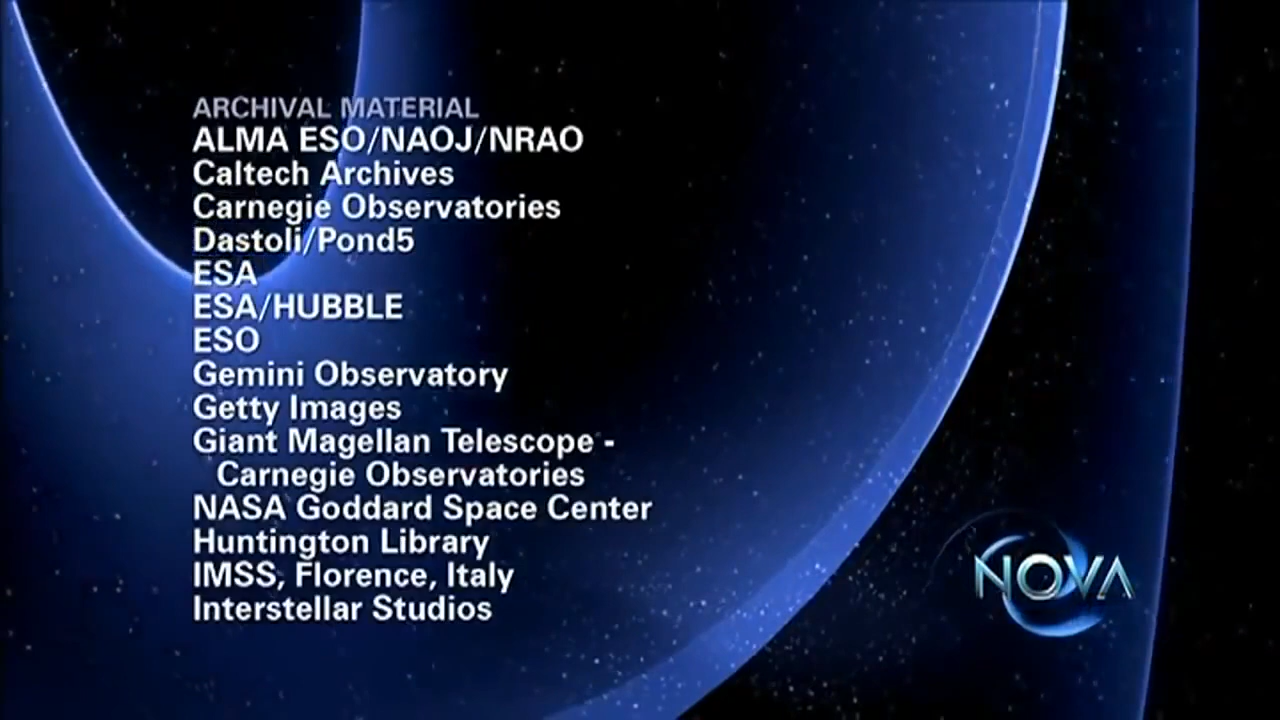 ARCHIVAL MATERIAL
ALMA ESO/NAOJ/NRAO
Caltech Archives
Carnegie Observatories
Dastoli/Pond5
ESA
ESA/HUBBLE
ESO
Gemini Observatory
Getty Images
Giant Magellan Telescope -
Carnegie Observatories
NASA Goddard Space Center
Huntington Library
IMSS, Florence, Italy
Interstellar Studios
NOVA